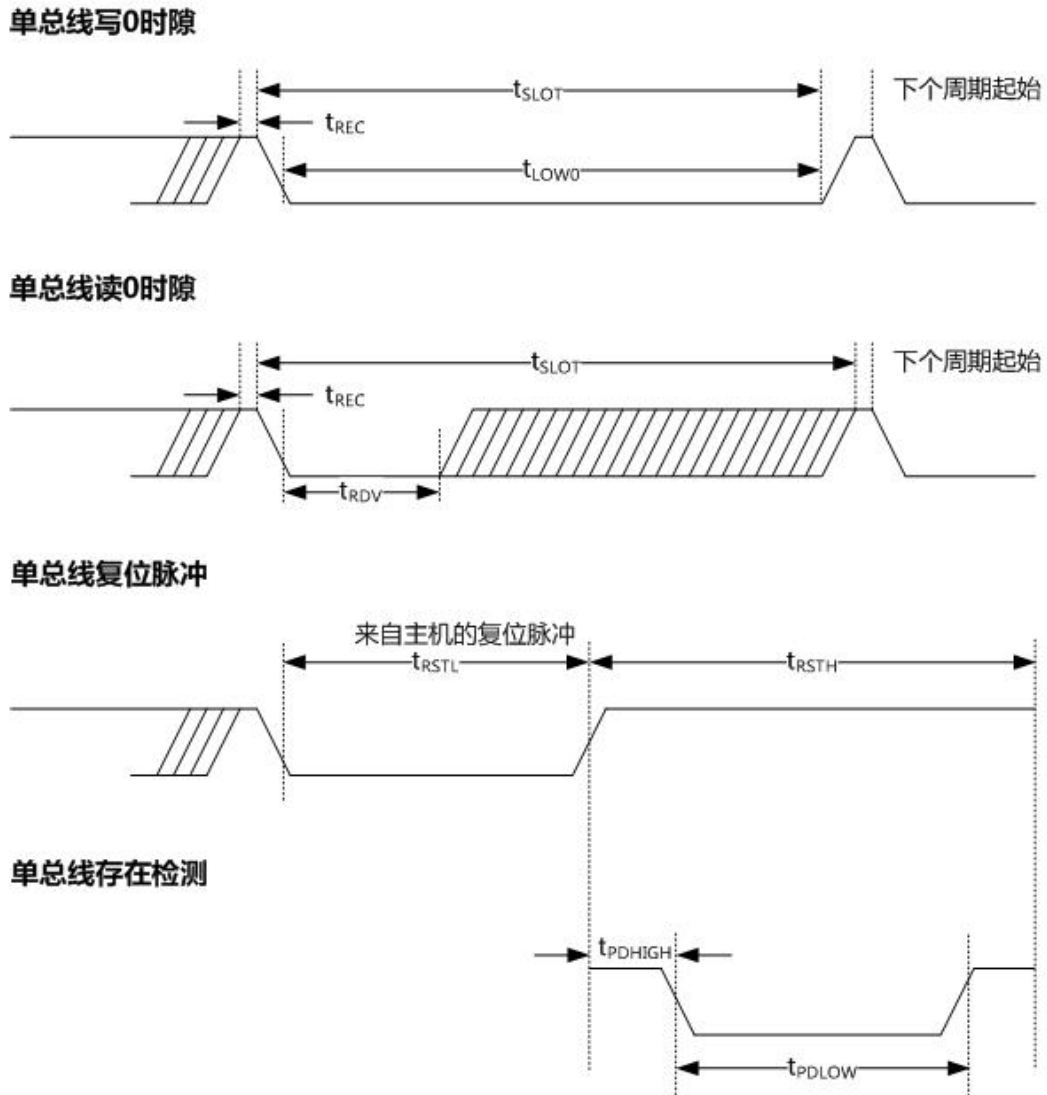 单总线写0时隙
tSLOT
下个周期起始
tREC
tLOW0
单总线读0时隙
tSLOT
下个周期起始
tREC
tRDV
单总线复位脉冲
来自主机的复位脉冲
tRSTL
tRSTH
单总线存在检测
tPDHIGH
tPDLOW